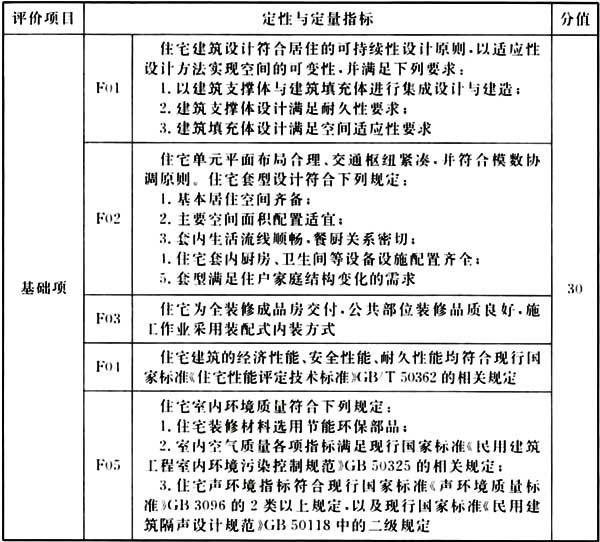 评价项目 定性与定量指标 分值
住宅建筑设计符合居住的可持续性设计原则,以适应性
设计方法实现空间的可变性,并满足下列要求:
F01 1. 以建筑支撑体与建筑填充体进行集成设计与建造;
2. 建筑支撑体设计满足耐久性要求;
3. 建筑填充体设计满足空间适应性要求
住宅单元平面布局合理、交通枢纽紧凑,并符合模数协
调原则。住宅套型设计符合下列规定:
1. 基本居住空间齐备;
F02 2. 主要空间面积配置适宜;
3. 套内生活流线顺畅,餐厨关系密切;
4. 住宅套内厨房、卫生间等设备设施配置齐全;
5. 套型满足住户家庭结构变化的需求
基础项 30
F03 住宅为全装修成品房交付,公共部位装修品质良好,施
工作业采用装配式内装方式
F04 住宅建筑的经济性能、安全性能、耐久性能均符合现行国
家标准《住宅性能评定技术标准》GB/T 50362 的相关规定
住宅室内环境质量符合下列规定:
1. 住宅装修材料选用节能环保部品;
2. 室内空气质量各项指标满足现行国家标准《民用建筑
F05 工程室内环境污染控制规范》GB 50325 的相关规定;
3. 住宅声环境指标符合现行国家标准《声环境质量标
准》GB 3096 的 2 类以上规定,以及现行国家标准《民用建
筑隔声设计规范》GB 50118 中的二级规定